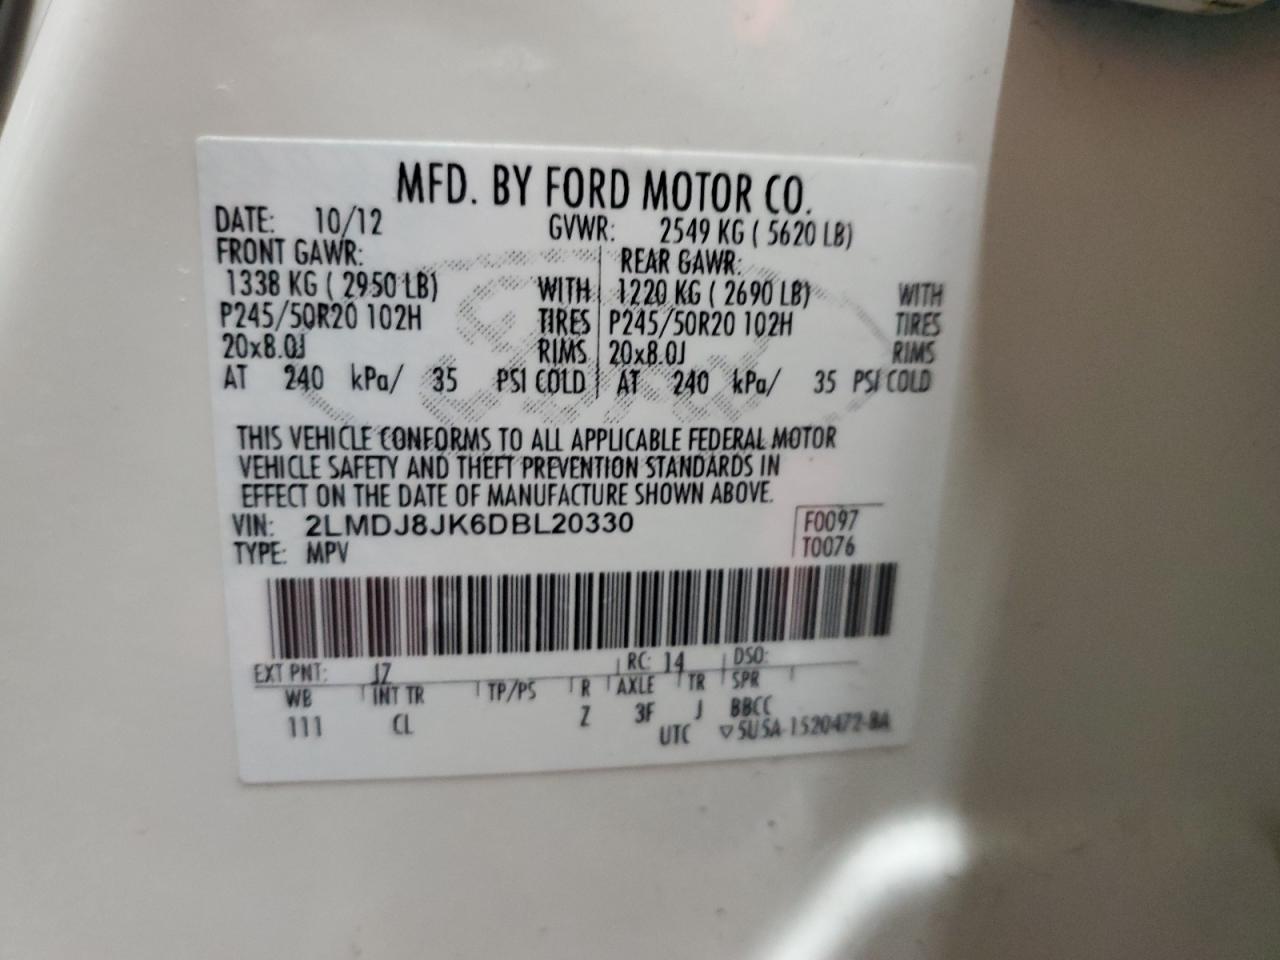 MFD. BY FORD MOTOR CO.
DATE: 10/12 GVWR: 2549 KG ( 5620 LB)
FRONT GAWR: REAR GAWR:
1338 KG ( 2950 LB) WITH 1220 KG ( 2690 LB) WITH
P245/50R20 102H TIRES P245/50R20 102H TIRES
20x8.0J RIMS 20x8.0J RIMS
AT 240 kPa/ 35 PSI COLD AT 240 kPa/ 35 PSI COLD
THIS VEHICLE CONFORMS TO ALL APPLICABLE FEDERAL MOTOR
VEHICLE SAFETY AND THEFT PREVENTION STANDARDS IN
EFFECT ON THE DATE OF MANUFACTURE SHOWN ABOVE.
VIN: 2LMDJ8JK6DBL20330 F0097
TYPE: MPV T0076
EXT PNT: JZ RC: 14 DSO:
WB INT TR TP/PS R AXLE TR SPR
111 CL Z 3F J BBCC
UTC ▽5U5A-1520472-BA